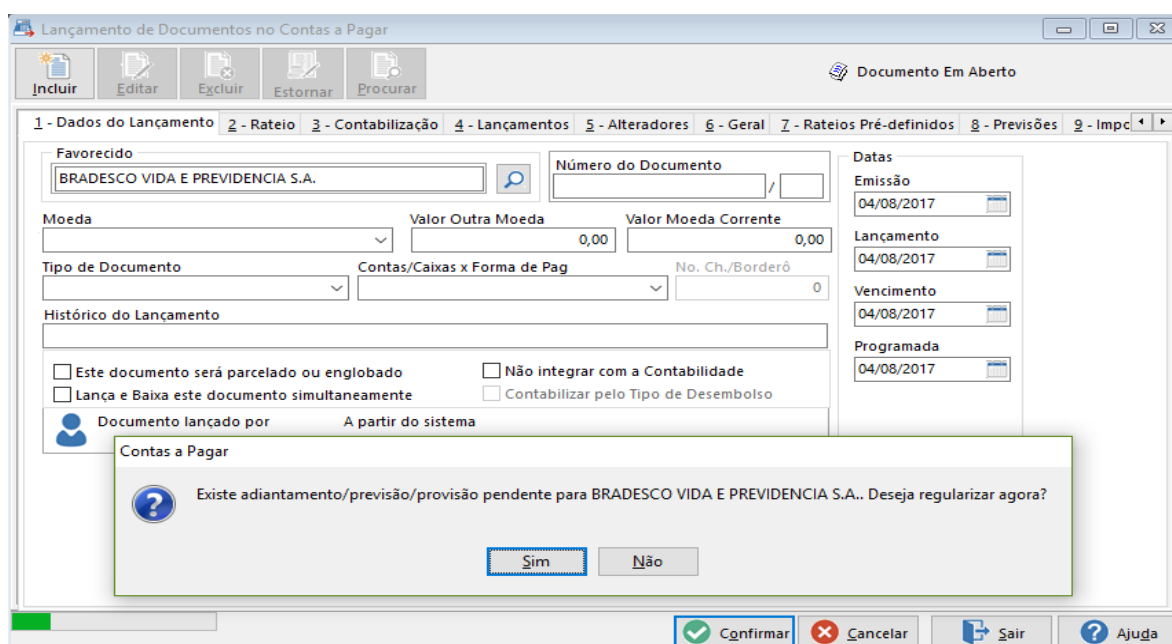 Lançamento de Documentos no Contas a Pagar
Incluir Editar Excluir Estornar Procurar
Documento Em Aberto
1 - Dados do Lançamento 2 - Rateio 3 - Contabilização 4 - Lançamentos 5 - Alteradores 6 - Geral 7 - Rateios Pré-definidos 8 - Previsões 9 - Impc
Favorecido
BRADESCO VIDA E PREVIDENCIA S.A.
Número do Documento
/
Datas
Emissão
04/08/2017
Moeda Valor Outra Moeda Valor Moeda Corrente
0,00 0,00
Lançamento
04/08/2017
Tipo de Documento Contas/Caixas x Forma de Pag No. Ch./Borderô
0
Vencimento
04/08/2017
Histórico do Lançamento
Programada
04/08/2017
Este documento será parcelado ou englobado Não integrar com a Contabilidade
Lança e Baixa este documento simultaneamente Contabilizar pelo Tipo de Desembolso
Documento lançado por A partir do sistema
Contas a Pagar
Existe adiantamento/previsão/provisão pendente para BRADESCO VIDA E PREVIDENCIA S.A.. Deseja regularizar agora?
Sim Não
Confirmar Cancelar Sair Ajuda